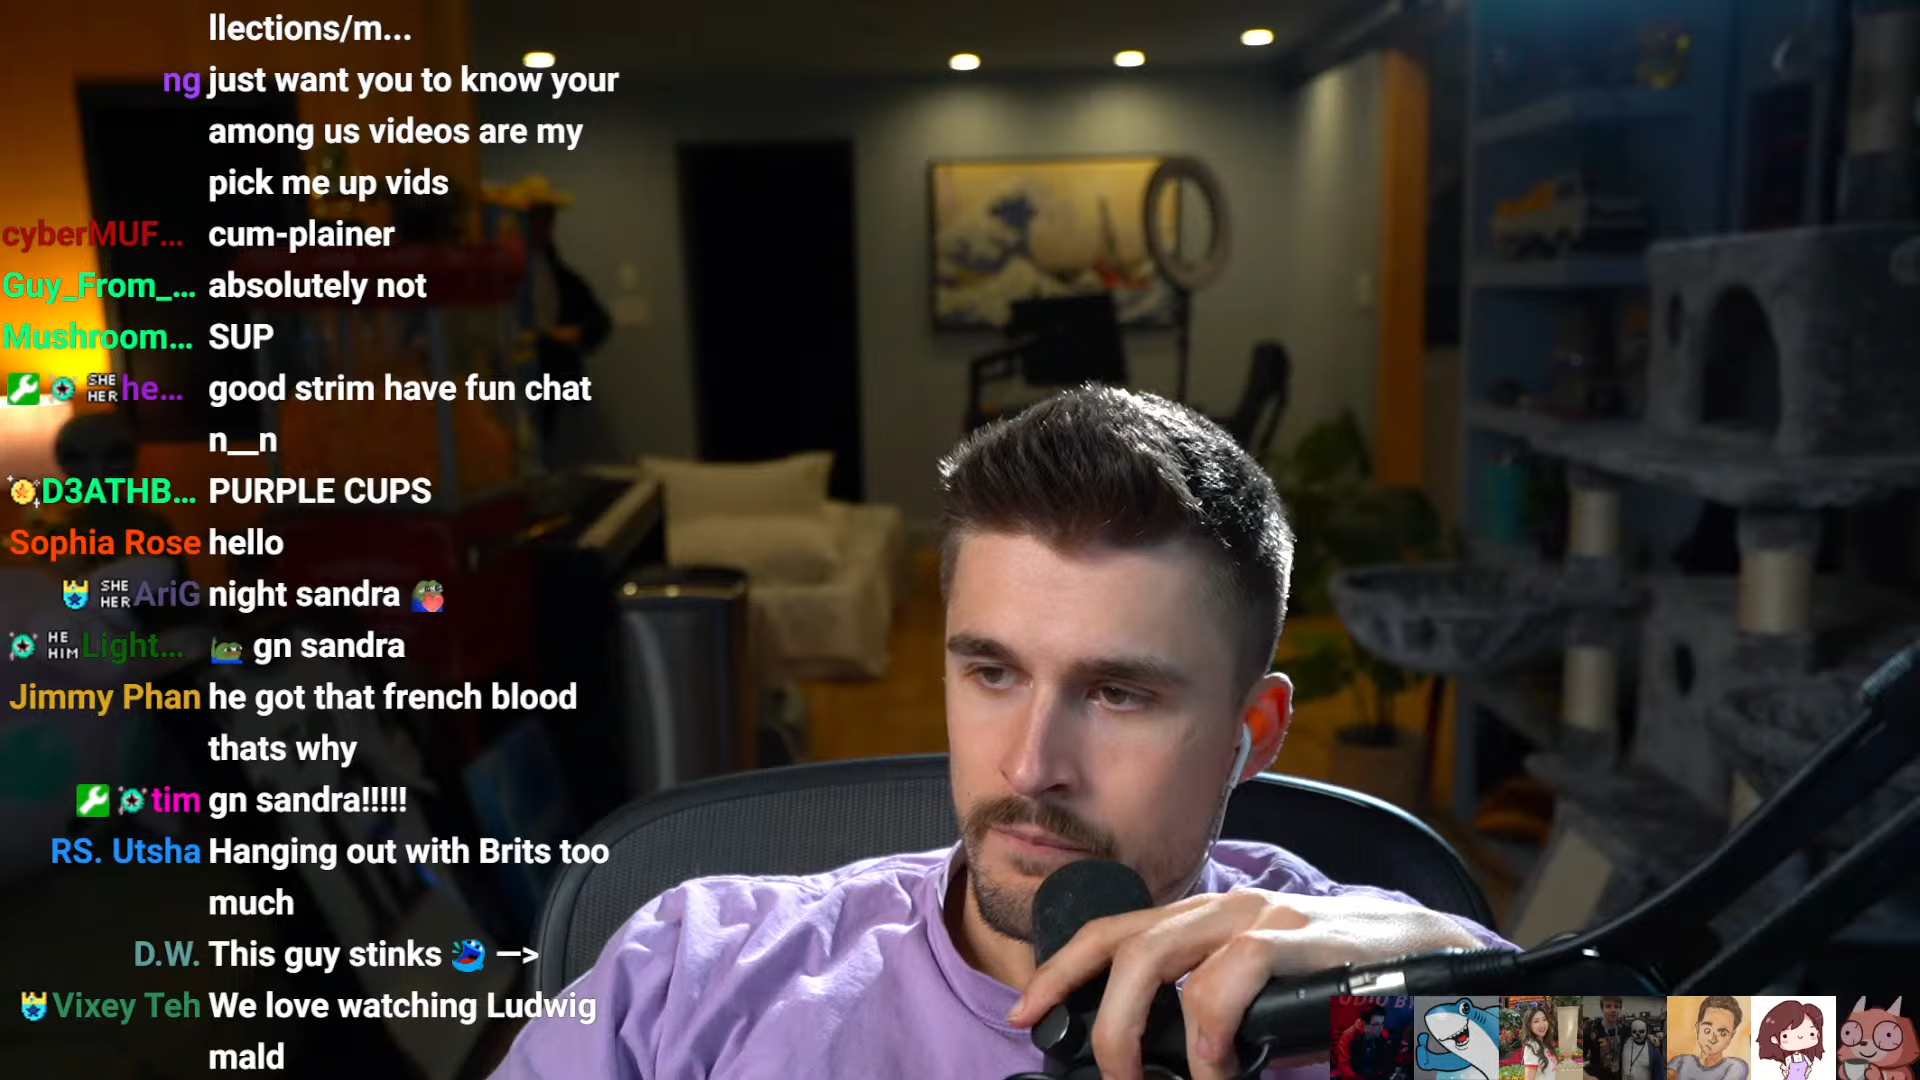 llections/m...
ng just want you to know your
among us videos are my
pick me up vids
cyberMUF... cum-plainer
Guy_From_... absolutely not
Mushroom... SUP
SHE HER he... good strim have fun chat
n__n
D3ATHB... PURPLE CUPS
Sophia Rose hello
SHE HER AriG night sandra
HE HIM Light... gn sandra
Jimmy Phan he got that french blood
thats why
tim gn sandra!!!!!
RS. Utsha Hanging out with Brits too
much
D.W. This guy stinks —>
Vixey Teh We love watching Ludwig
mald